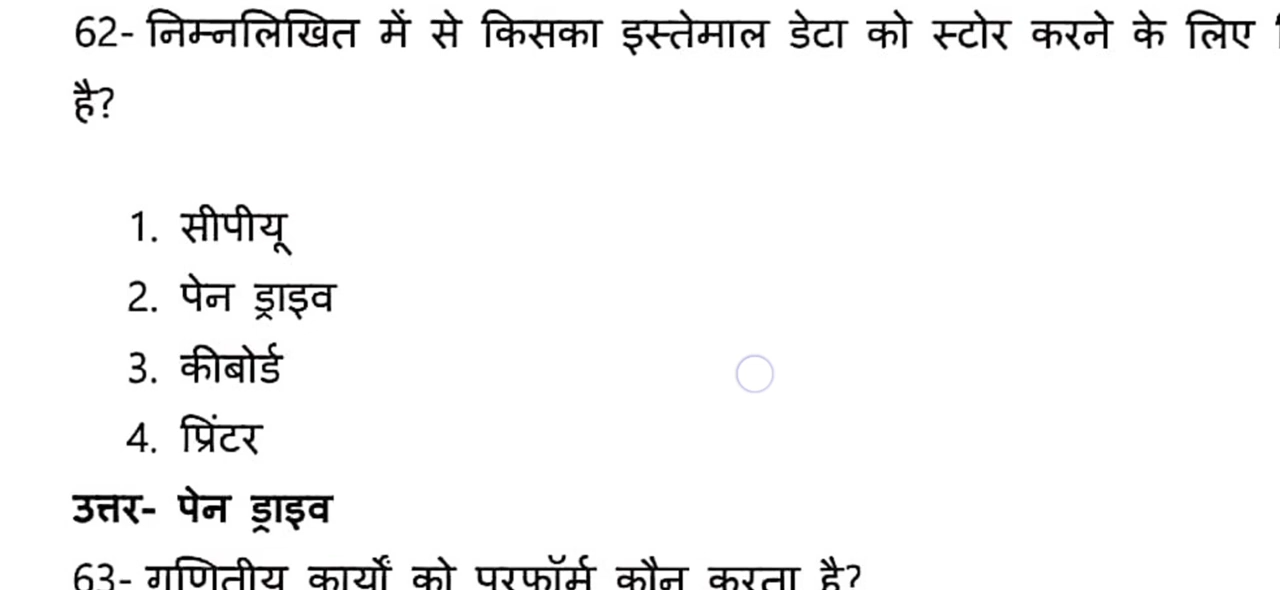 62- निम्नलिखित में से किसका इस्तेमाल डेटा को स्टोर करने के लिए
है?
1. सीपीयू
2. पेन ड्राइव
3. कीबोर्ड
4. प्रिंटर
उत्तर- पेन ड्राइव
63- गणितीय कार्यों को परफॉर्म कौन करता है?